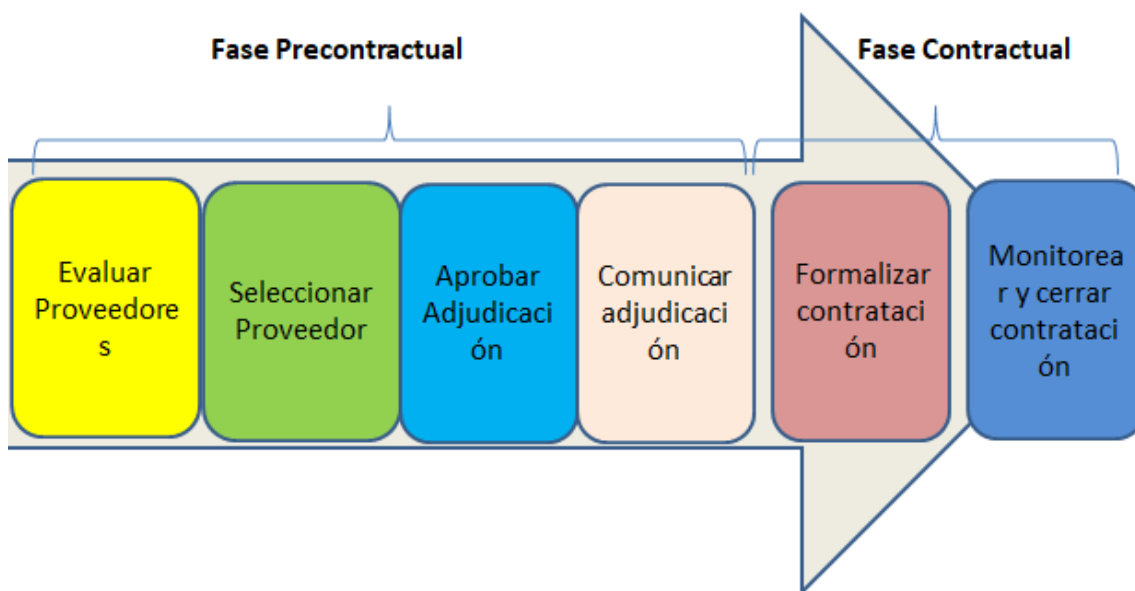 Fase Precontractual
Fase Contractual
Evaluar
Proveedore
s
Seleccionar
Proveedor
Aprobar
Adjudicaci
ón
Comunicar
adjudicaci
ón
Formalizar
contrataci
ón
Monitorea
r y cerrar
contrataci
ón